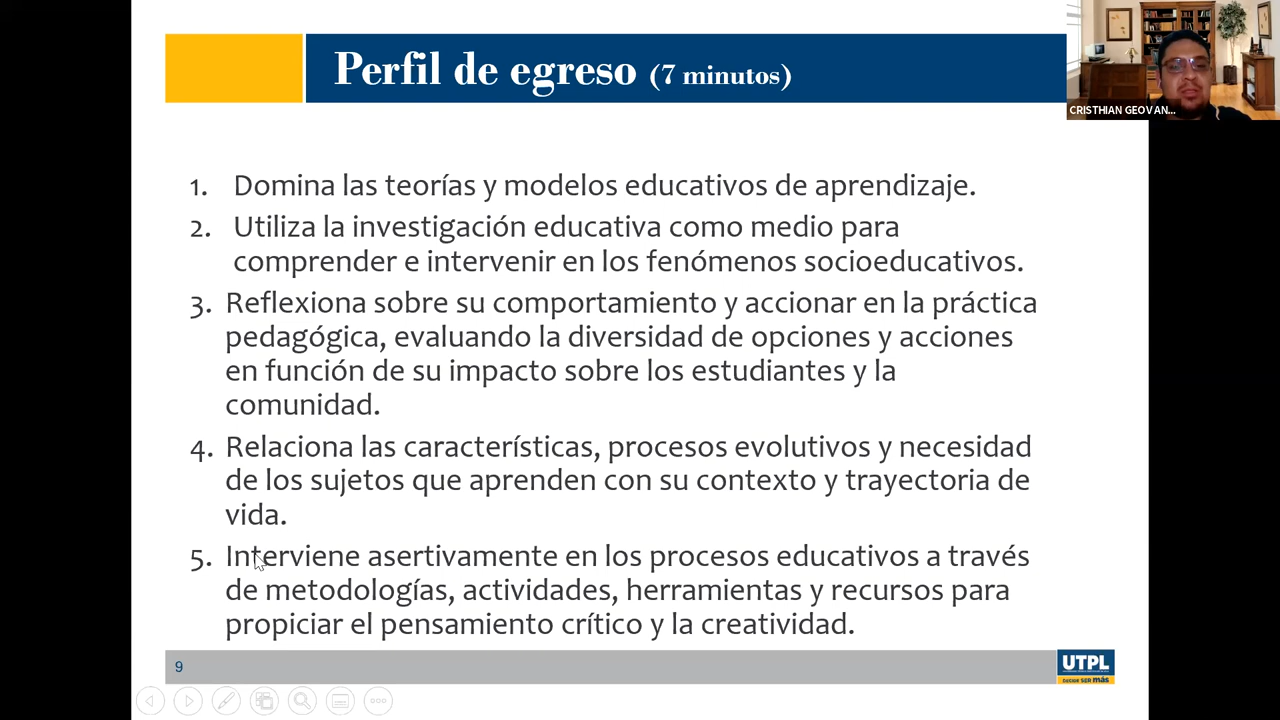 Perfil de egreso (7 minutos)
CRISTHIAN GEOVAN...
1. Domina las teorías y modelos educativos de aprendizaje.
2. Utiliza la investigación educativa como medio para
comprender e intervenir en los fenómenos socioeducativos.
3. Reflexiona sobre su comportamiento y accionar en la práctica
pedagógica, evaluando la diversidad de opciones y acciones
en función de su impacto sobre los estudiantes y la
comunidad.
4. Relaciona las características, procesos evolutivos y necesidad
de los sujetos que aprenden con su contexto y trayectoria de
vida.
5. Interviene asertivamente en los procesos educativos a través
de metodologías, actividades, herramientas y recursos para
propiciar el pensamiento crítico y la creatividad.
9
UTPL
Decide ser más